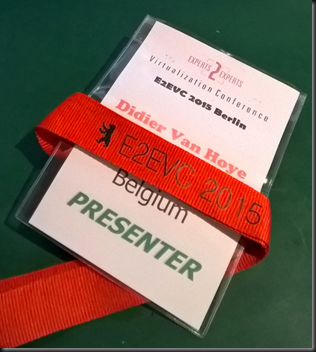 EXPERTS 2 EXPERTS
Virtualization Conference
E2EVC 2015 Berlin
Didier Van Hoye
E2EVC 2015
Belgium
PRESENTER